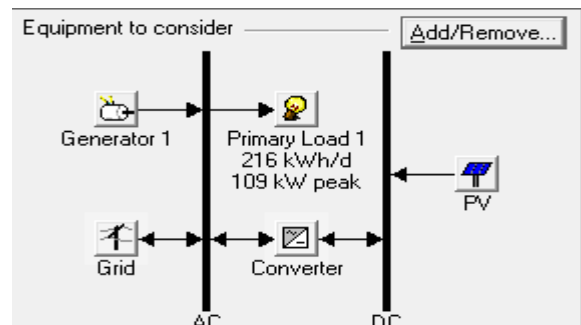 Equipment to consider
Add/Remove...
Generator 1
Primary Load 1
216 kWh/d
109 kW peak
PV
Grid
Converter
AC
DC